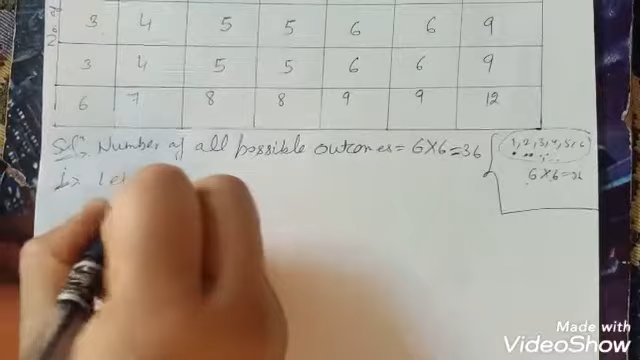 No. of
3 4 5 5 6 6 9
3 4 5 5 6 6 9
6 7 8 8 9 9 12
Sol: Number of all possible outcomes = 6×6=36
1,2,3,4,5,6
6×6=36
i> Let
Made with
VideoShow